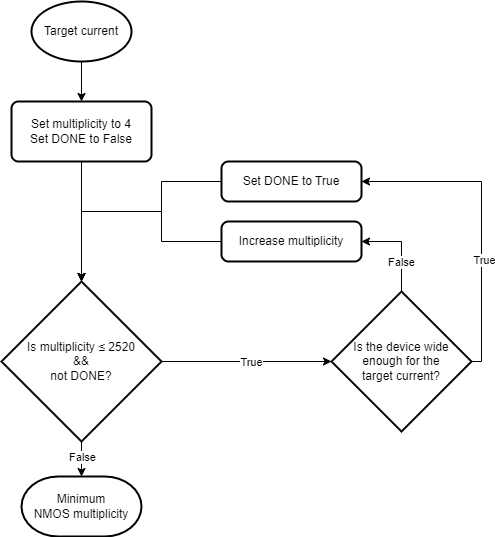 Target current
Set multiplicity to 4
Set DONE to False
Set DONE to True
Increase multiplicity
False
True
Is multiplicity ≤ 2520
&&
not DONE?
True
Is the device wide
enough for the
target current?
False
Minimum
NMOS multiplicity